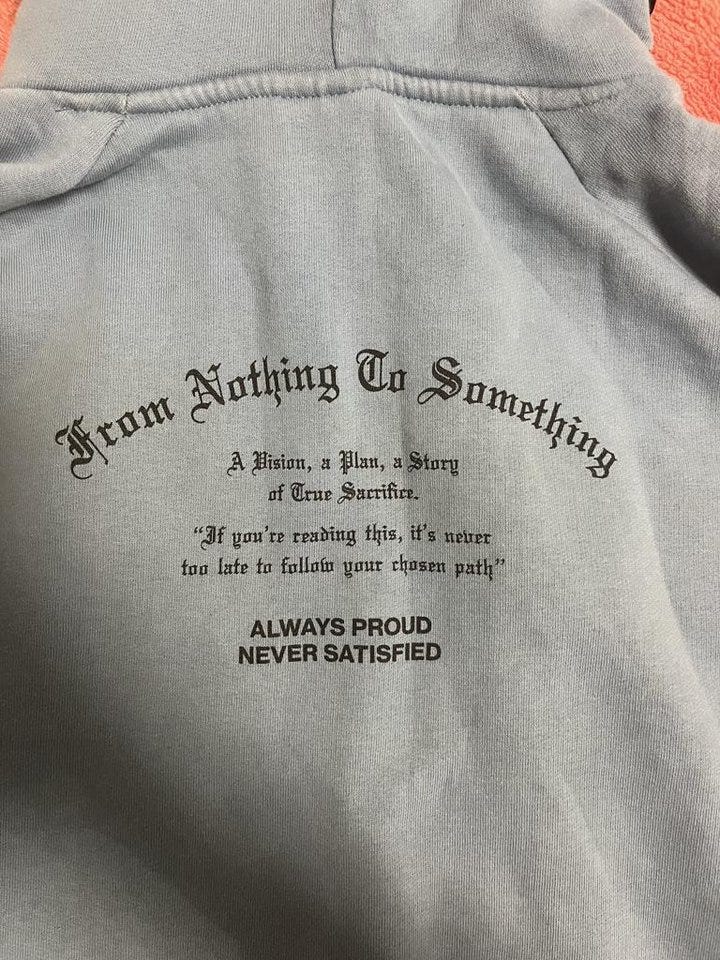 From Nothing To Something
A Vision, a Plan, a Story
of True Sacrifice.
“If you’re reading this, it’s never
too late to follow your chosen path”
ALWAYS PROUD
NEVER SATISFIED